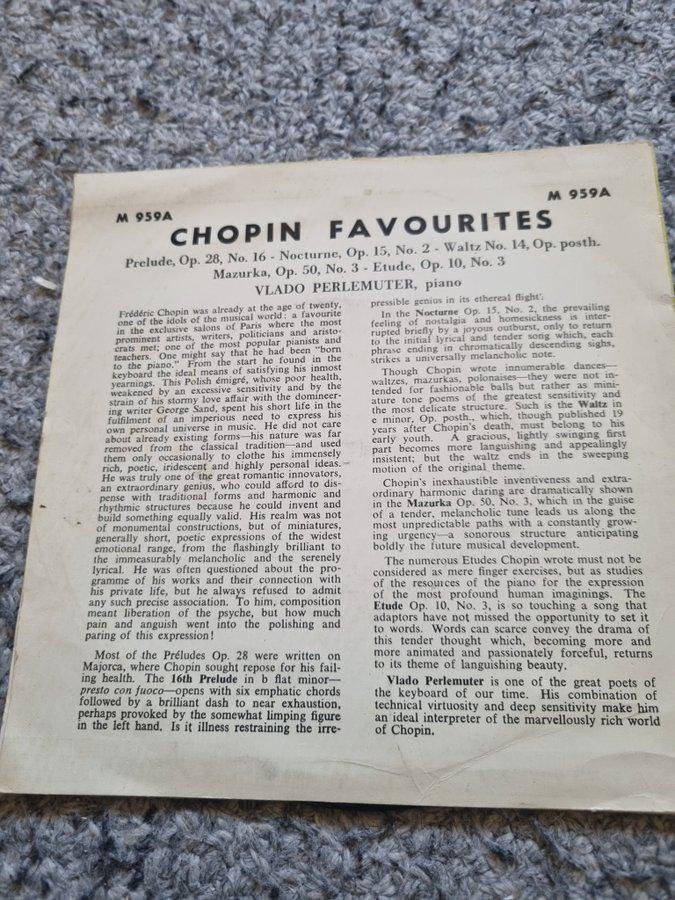 M 959A
M 959A
CHOPIN FAVOURITES
Prelude, Op. 28, No. 16 - Nocturne, Op. 15, No. 2 - Waltz No. 14, Op. posth.
Mazurka, Op. 50, No. 3 - Etude, Op. 10, No. 3
VLADO PERLEMUTER, piano
Frédéric Chopin was already at the age of twenty,
one of the idols of the musical world: a favourite
in the exclusive salons of Paris where the most
prominent artists, writers, politicians and aristo-
crats met; one of the most popular pianists and
teachers. One might say that he had been "born
to the piano." From the start he found in the
keyboard the ideal means of satisfying his inmost
yearnings. This Polish émigré, whose poor health,
weakened by an excessive sensitivity and by the
strain of his stormy love affair with the domineer-
ing writer George Sand, spent his short life in the
fulfilment of an imperious need to express his
own personal universe in music. He did not care
about already existing forms—his nature was far
removed from the classical tradition—and used
them only occasionally to clothe his immensely
rich, poetic, iridescent and highly personal ideas.
He was truly one of the great romantic innovators,
an extraordinary genius, who could afford to dis-
pense with traditional forms and harmonic and
rhythmic structures because he could invent and
build something equally valid. His realm was not
of monumental constructions, but of miniatures,
generally short, poetic expressions of the widest
emotional range, from the flashingly brilliant to
the immeasurably melancholic and the serenely
lyrical. He was often questioned about the pro-
gramme of his works and their connection with
his private life, but he always refused to admit
any such precise association. To him, composition
meant liberation of the psyche, but how much
pain and anguish went into the polishing and
paring of this expression!
Most of the Préludes Op. 28 were written on
Majorca, where Chopin sought repose for his fail-
ing health. The 16th Prelude in b flat minor—
presto con fuoco—opens with six emphatic chords
followed by a brilliant dash to near exhaustion,
perhaps provoked by the somewhat limping figure
in the left hand. Is it illness restraining the irre-
pressible genius in its ethereal flight?
In the Nocturne Op. 15, No. 2, the prevailing
feeling of nostalgia and homesickness is inter-
rupted briefly by a joyous outburst, only to return
to the initial lyrical and tender song which, each
phrase ending in chromatically descending sighs,
strikes a universally melancholic note.
Though Chopin wrote innumerable dances—
waltzes, mazurkas, polonaises—they were not in-
tended for fashionable balls but rather as mini-
ature tone poems of the greatest sensitivity and
the most delicate structure. Such is the Waltz in
e minor, Op. posth., which, though published 19
years after Chopin's death, must belong to his
early youth. A gracious, lightly swinging first
part becomes more languishing and appealingly
insistent; but the waltz ends in the sweeping
motion of the original theme.
Chopin's inexhaustible inventiveness and extra-
ordinary harmonic daring are dramatically shown
in the Mazurka Op. 50, No. 3, which in the guise
of a tender, melancholic tune leads us along the
most unpredictable paths with a constantly grow-
ing urgency—a sonorous structure anticipating
boldly the future musical development.
The numerous Etudes Chopin wrote must not be
considered as mere finger exercises, but as studies
of the resources of the piano for the expression
of the most profound human imaginings. The
Etude Op. 10, No. 3, is so touching a song that
adaptors have not missed the opportunity to set it
to words. Words can scarce convey the drama of
this tender thought which, becoming more and
more animated and passionately forceful, returns
to its theme of languishing beauty.
Vlado Perlemuter is one of the great poets of
the keyboard of our time. His combination of
technical virtuosity and deep sensitivity make him
an ideal interpreter of the marvellously rich world
of Chopin.